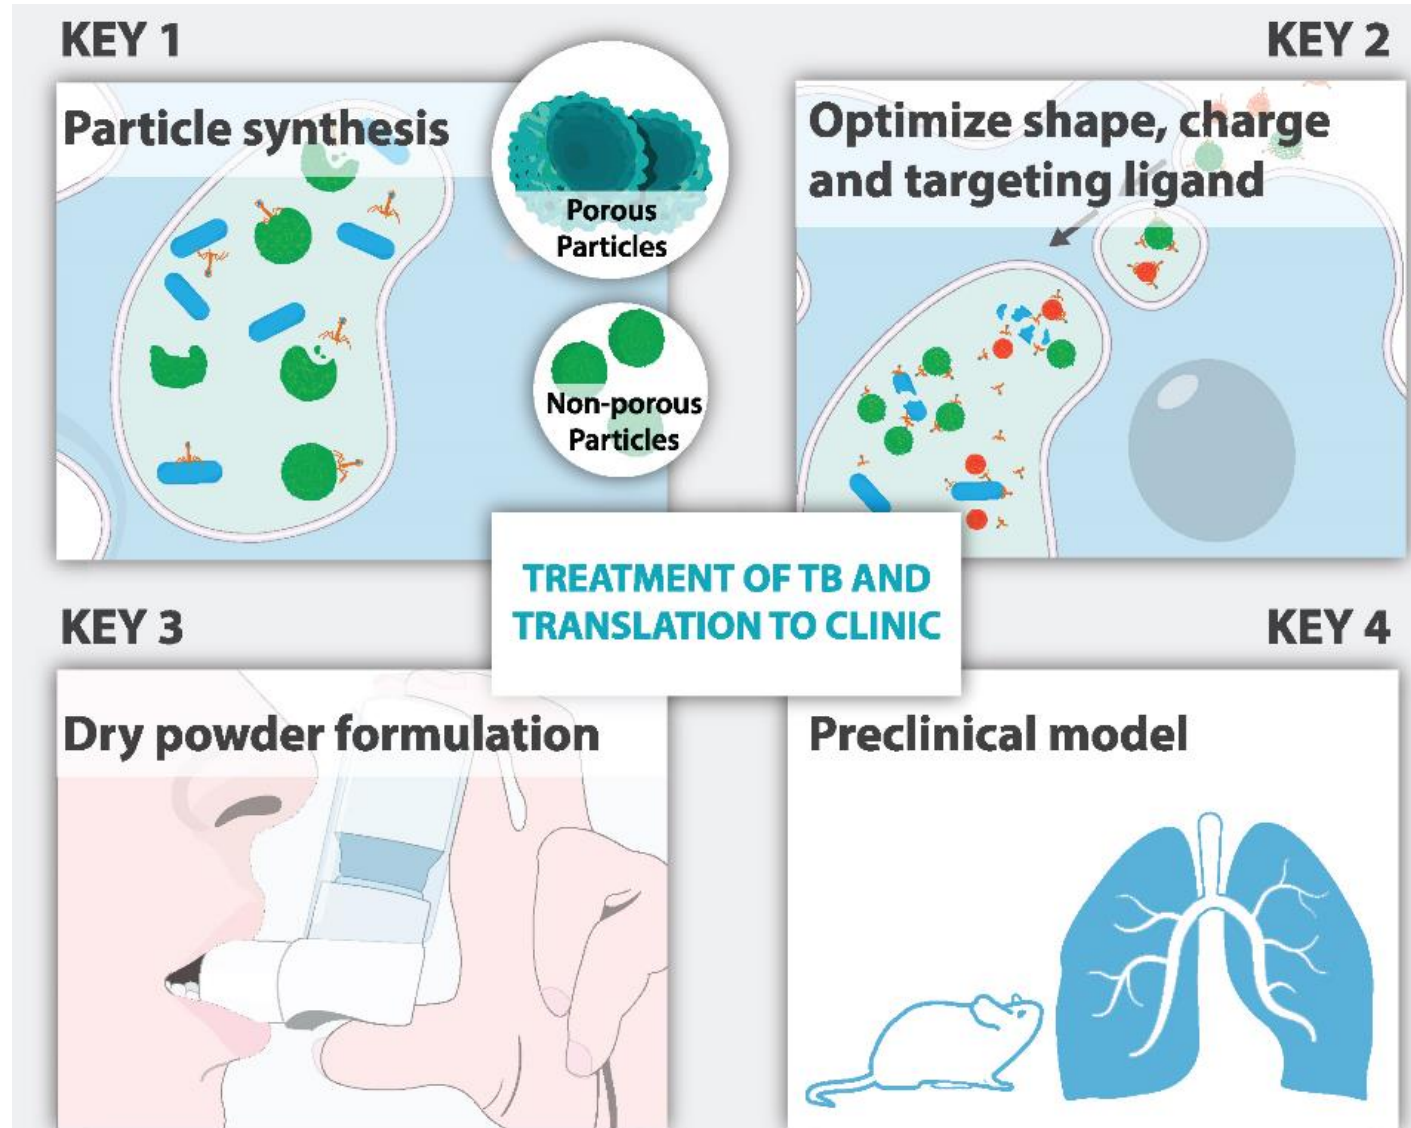 KEY 1
KEY 2
Particle synthesis
Porous
Particles
Non-porous
Particles
Optimize shape, charge
and targeting ligand
TREATMENT OF TB AND
TRANSLATION TO CLINIC
KEY 3
KEY 4
Dry powder formulation
Preclinical model